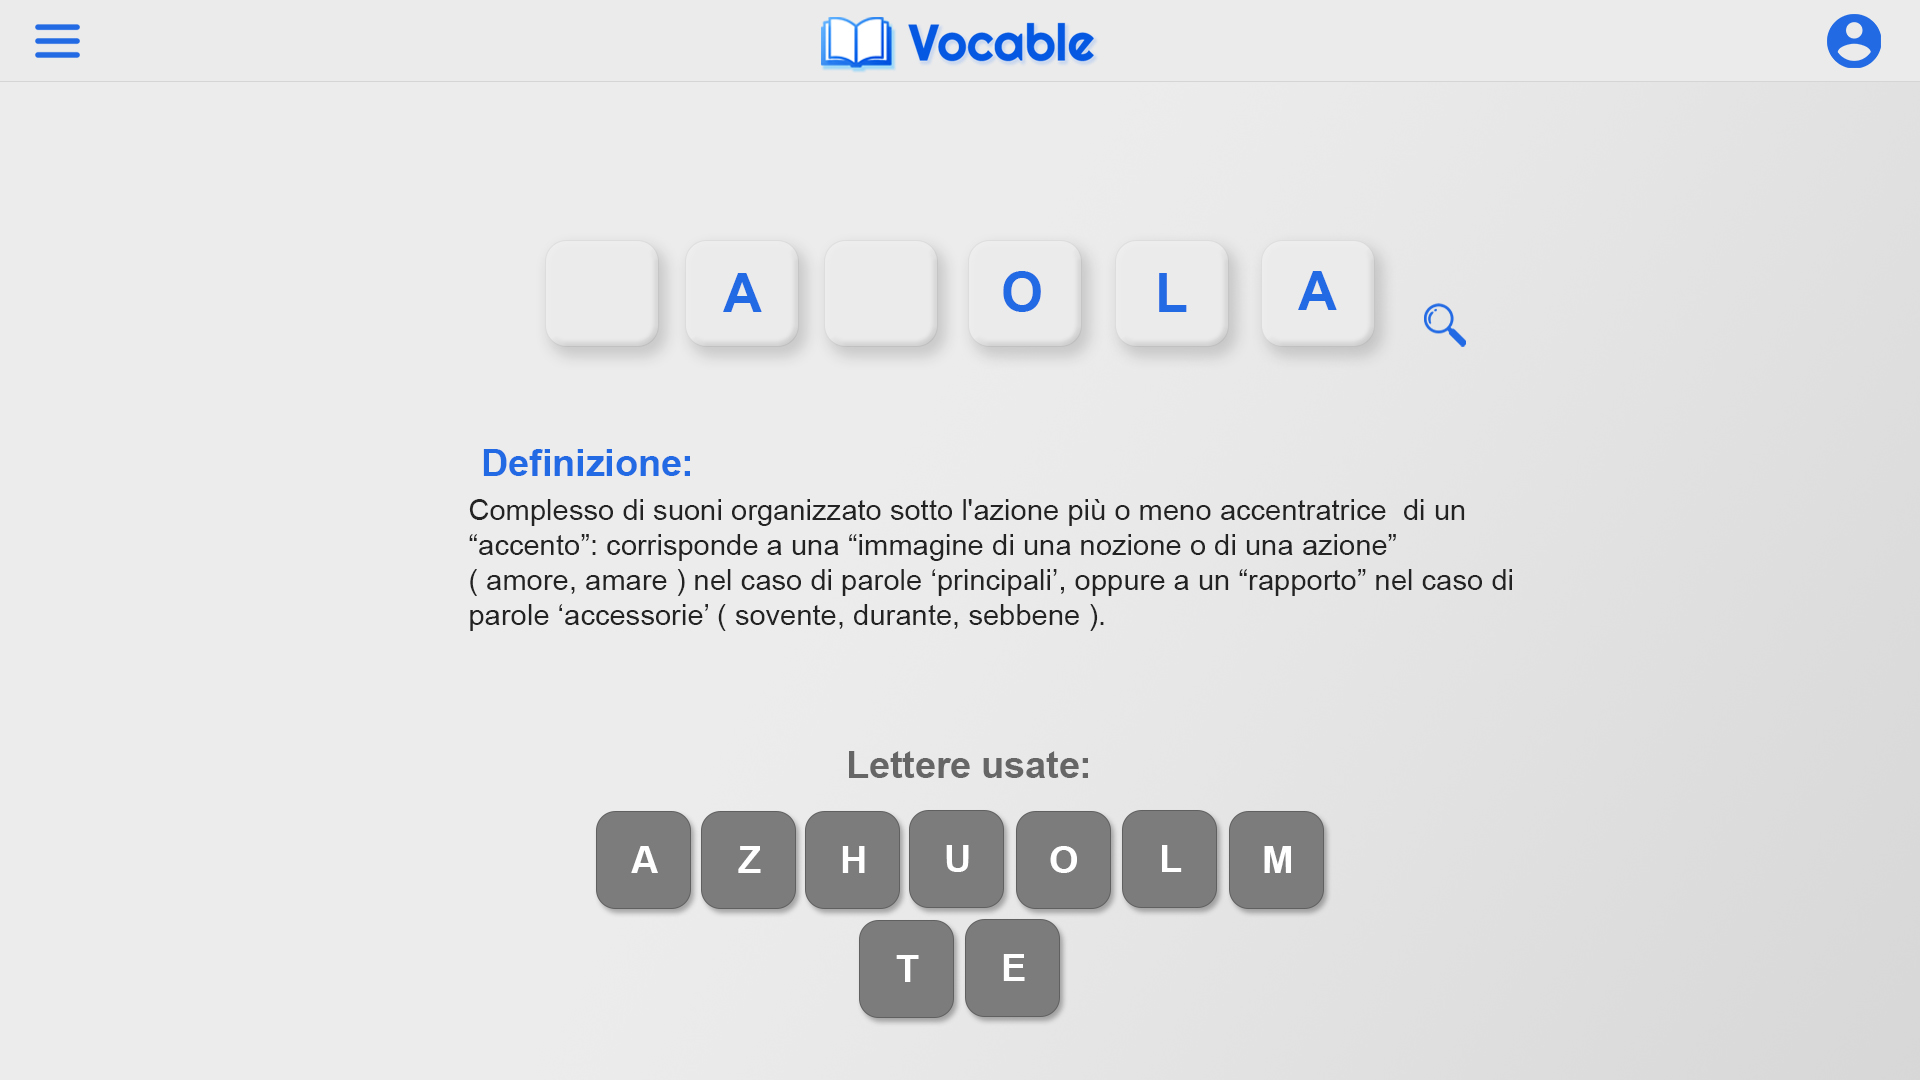 Vocable
A O L A
Definizione:
Complesso di suoni organizzato sotto l'azione più o meno accentratrice  di un
“accento”: corrisponde a una “immagine di una nozione o di una azione”
( amore, amare ) nel caso di parole ‘principali’, oppure a un “rapporto” nel caso di
parole ‘accessorie’ ( sovente, durante, sebbene ).
Lettere usate:
A Z H U O L M
T E